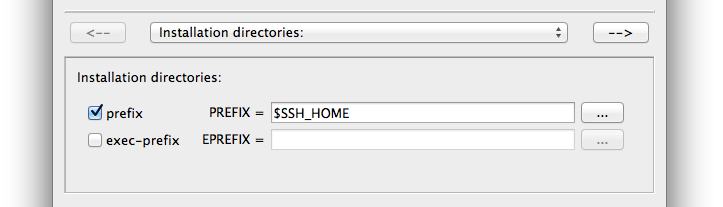 <-- Installation directories: -->
Installation directories:
prefix PREFIX = $SSH_HOME ...
exec-prefix EPREFIX = ...